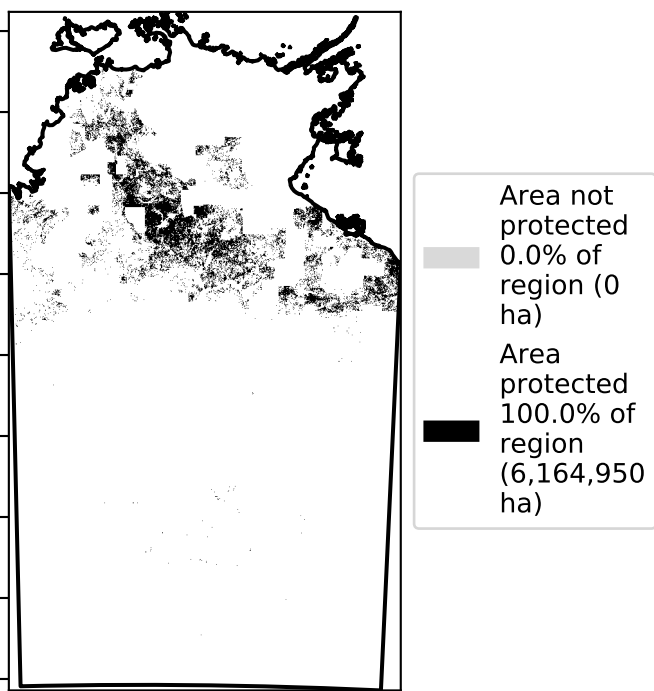 Area not
protected
0.0% of
region (0
ha)
Area
protected
100.0% of
region
(6,164,950
ha)